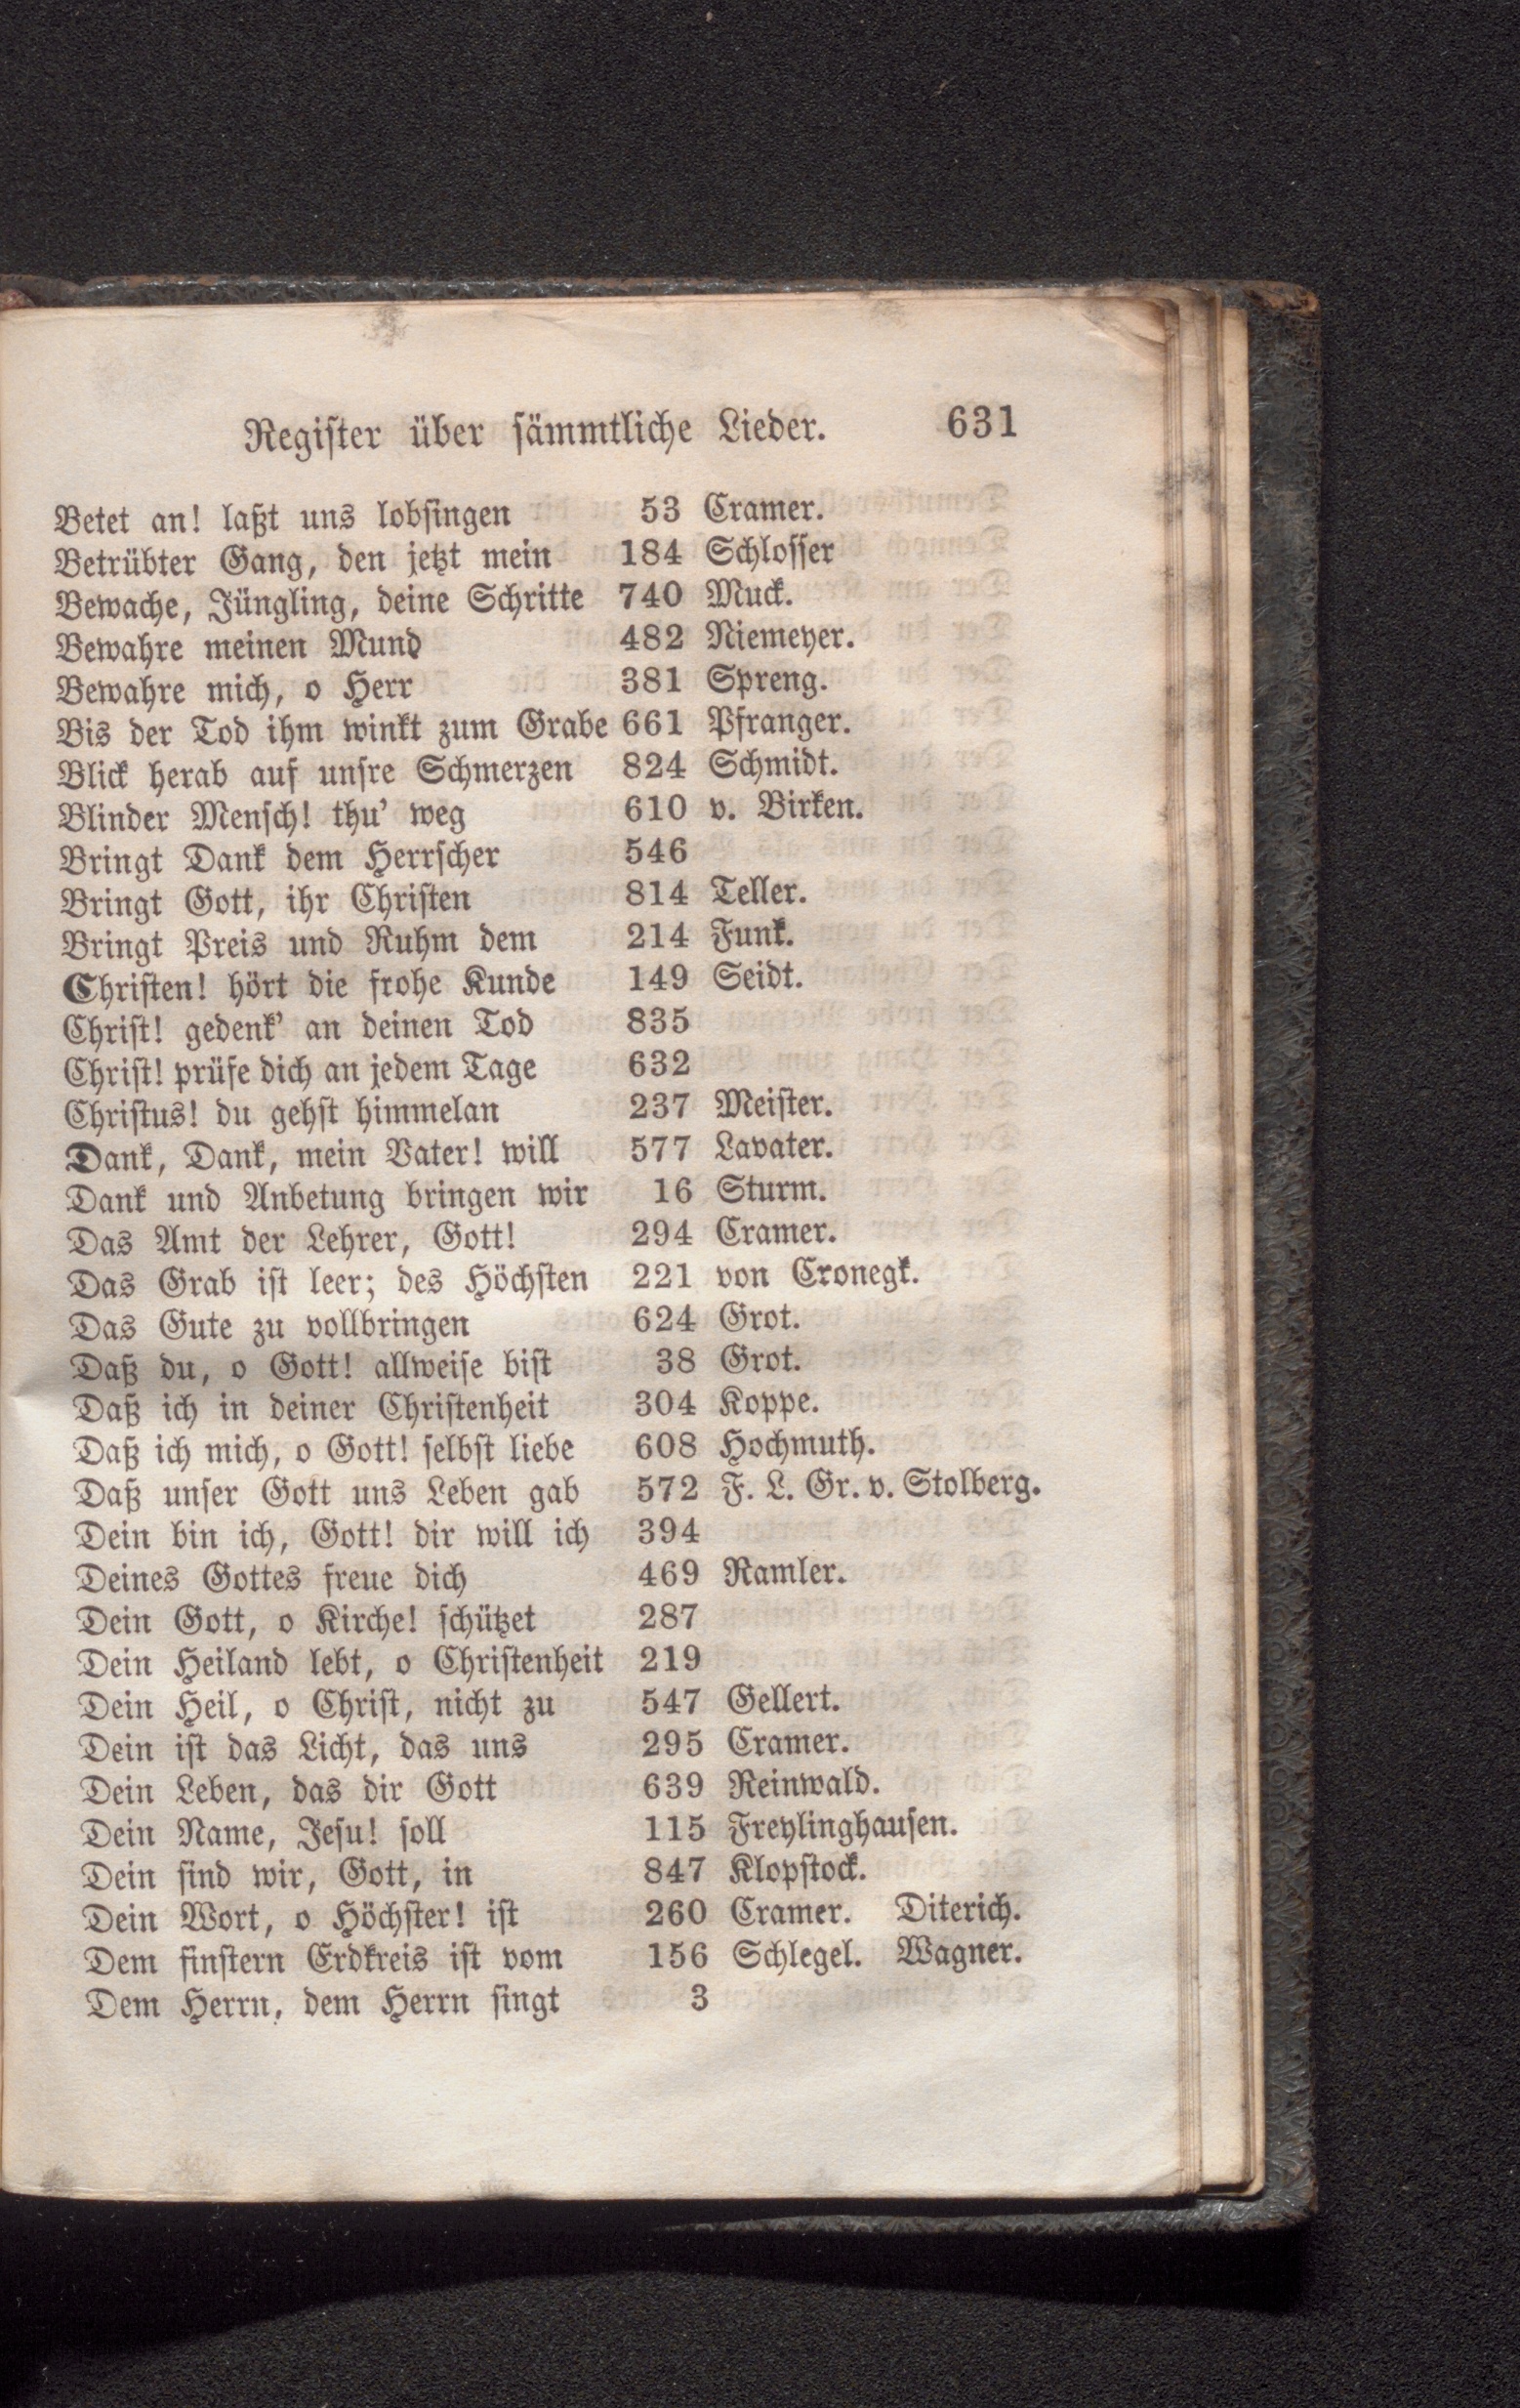 Register über sämmtliche Lieder. 631
Betet an! laßt uns lobsingen 53 Cramer.
Betrübter Gang, den jetzt mein 184 Schlosser
Bewache, Jüngling, deine Schritte 740 Muck.
Bewahre meinen Mund 482 Niemeyer.
Bewahre mich, o Herr 381 Spreng.
Bis der Tod ihm winkt zum Grabe 661 Pfranger.
Blick herab auf unsre Schmerzen 824 Schmidt.
Blinder Mensch! thu' weg 610 v. Birken.
Bringt Dank dem Herrscher 546
Bringt Gott, ihr Christen 814 Teller.
Bringt Preis und Ruhm dem 214 Funk.
Christen! hört die frohe Kunde 149 Seidt.
Christ! gedenk' an deinen Tod 835
Christ! prüfe dich an jedem Tage 632
Christus! du gehst himmelan 237 Meister.
Dank, Dank, mein Vater! will 577 Lavater.
Dank und Anbetung bringen wir 16 Sturm.
Das Amt der Lehrer, Gott! 294 Cramer.
Das Grab ist leer; des Höchsten 221 von Cronegk.
Das Gute zu vollbringen 624 Grot.
Daß du, o Gott! allweise bist 38 Grot.
Daß ich in deiner Christenheit 304 Koppe.
Daß ich mich, o Gott! selbst liebe 608 Hochmuth.
Daß unser Gott uns Leben gab 572 F. L. Gr. v. Stolberg.
Dein bin ich, Gott! dir will ich 394
Deines Gottes freue dich 469 Ramler.
Dein Gott, o Kirche! schützet 287
Dein Heiland lebt, o Christenheit 219
Dein Heil, o Christ, nicht zu 547 Gellert.
Dein ist das Licht, das uns 295 Cramer.
Dein Leben, das dir Gott 639 Reinwald.
Dein Name, Jesu! soll 115 Freylinghausen.
Dein sind wir, Gott, in 847 Klopstock.
Dein Wort, o Höchster! ist 260 Cramer. Diterich.
Dem finstern Erdkreis ist vom 156 Schlegel. Wagner.
Dem Herrn, dem Herrn singt 3